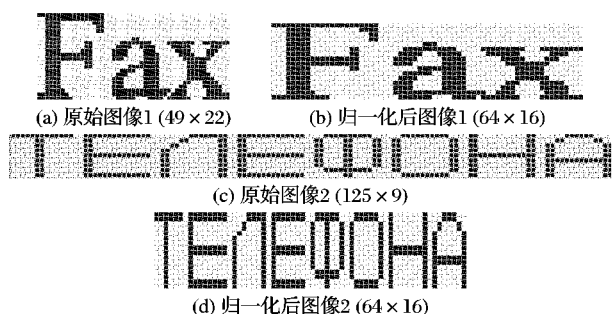 Fax Fax
(a) 原始图像1 (49×22) (b) 归一化后图像1 (64×16)
ТЕЛЕФОНА
(c) 原始图像2 (125×9)
ТЕЛЕФОНА
(d) 归一化后图像2 (64×16)